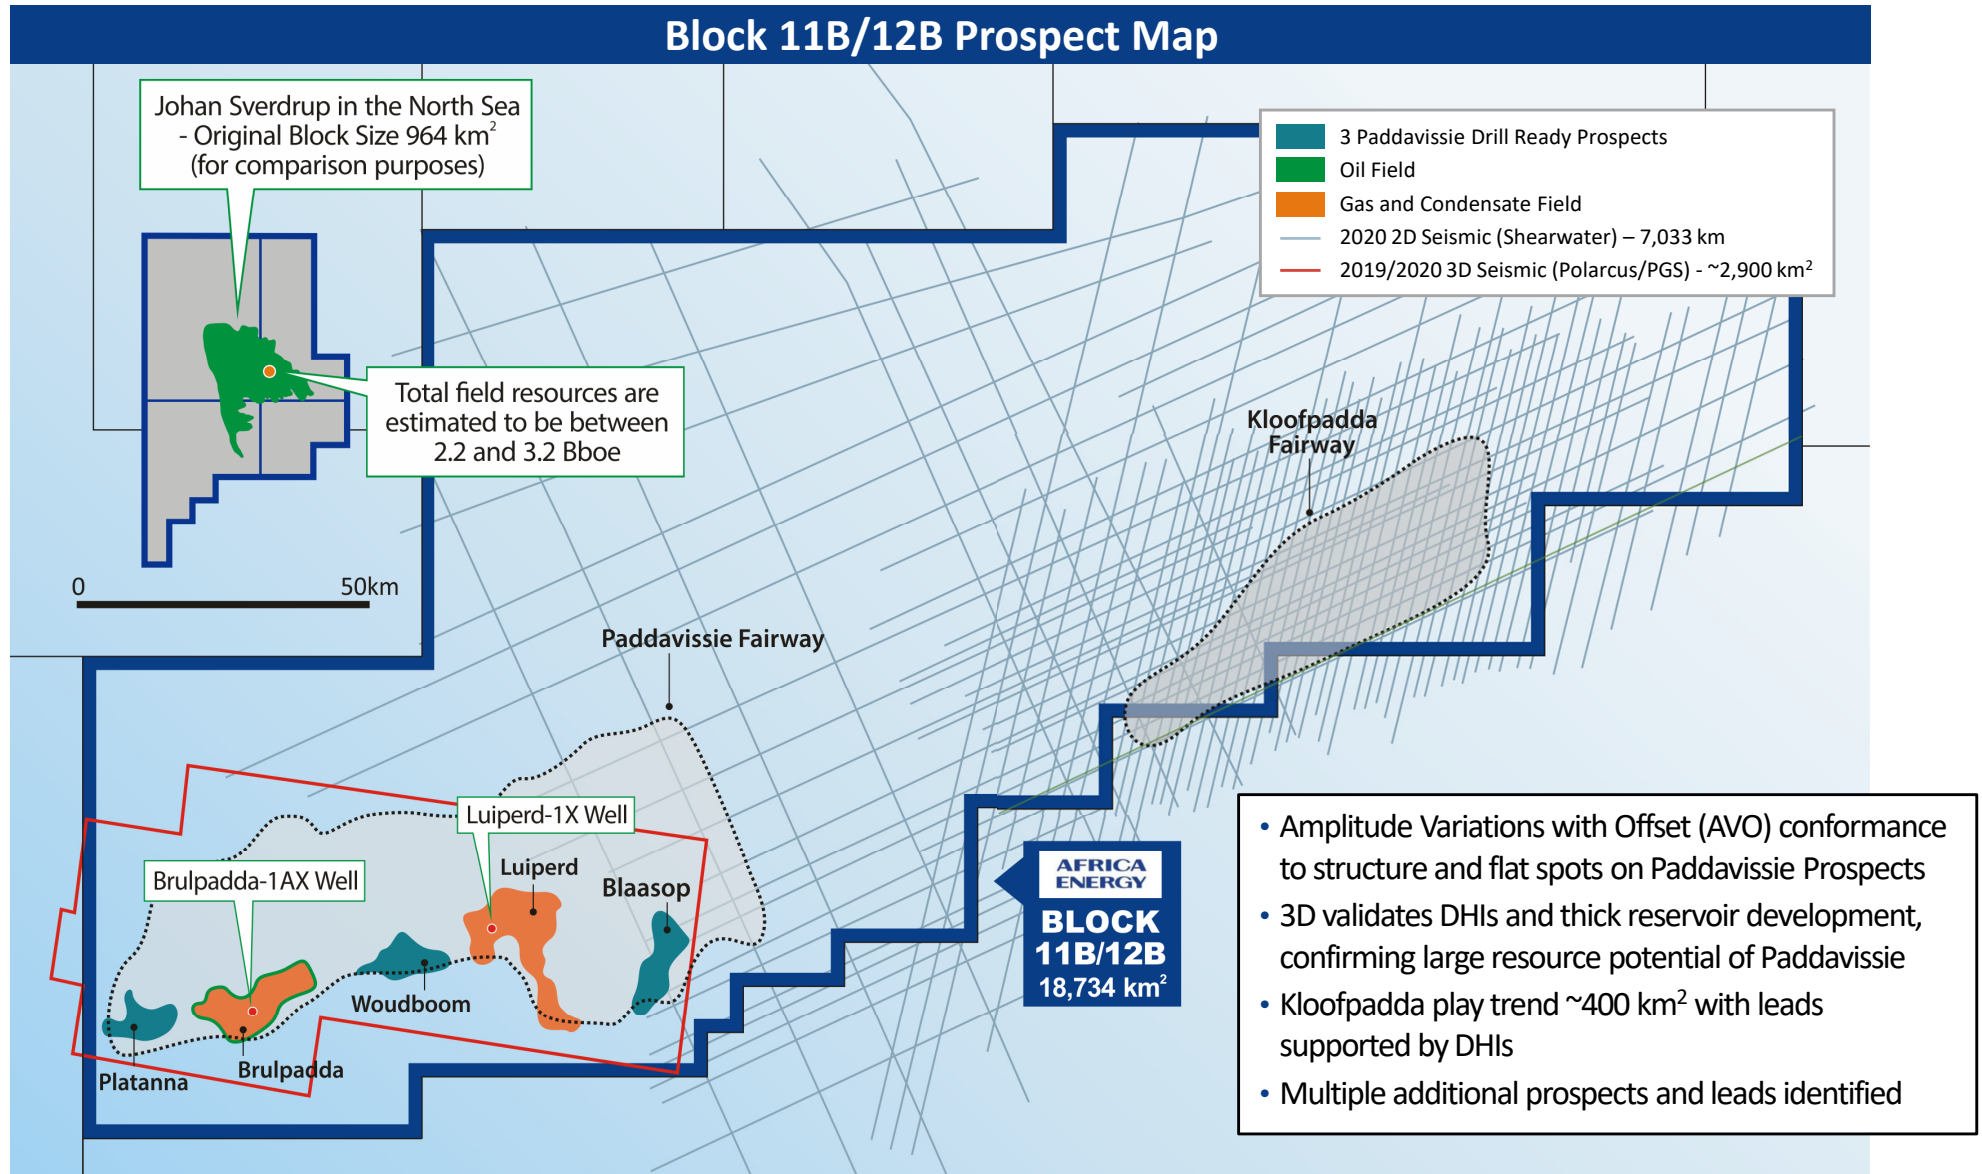 Block 11B/12B Prospect Map
Johan Sverdrup in the North Sea
- Original Block Size 964 km²
(for comparison purposes)
Total field resources are
estimated to be between
2.2 and 3.2 Bboe
0 50km
3 Paddavissie Drill Ready Prospects
Oil Field
Gas and Condensate Field
2020 2D Seismic (Shearwater) – 7,033 km
2019/2020 3D Seismic (Polarcus/PGS) - ~2,900 km²
Kloofpadda
Fairway
Paddavissie Fairway
Luiperd-1X Well
Brulpadda-1AX Well
Luiperd
Blaasop
Woudboom
Brulpadda
Platanna
AFRICA
ENERGY
BLOCK
11B/12B
18,734 km²
• Amplitude Variations with Offset (AVO) conformance
to structure and flat spots on Paddavissie Prospects
• 3D validates DHIs and thick reservoir development,
confirming large resource potential of Paddavissie
• Kloofpadda play trend ~400 km² with leads
supported by DHIs
• Multiple additional prospects and leads identified